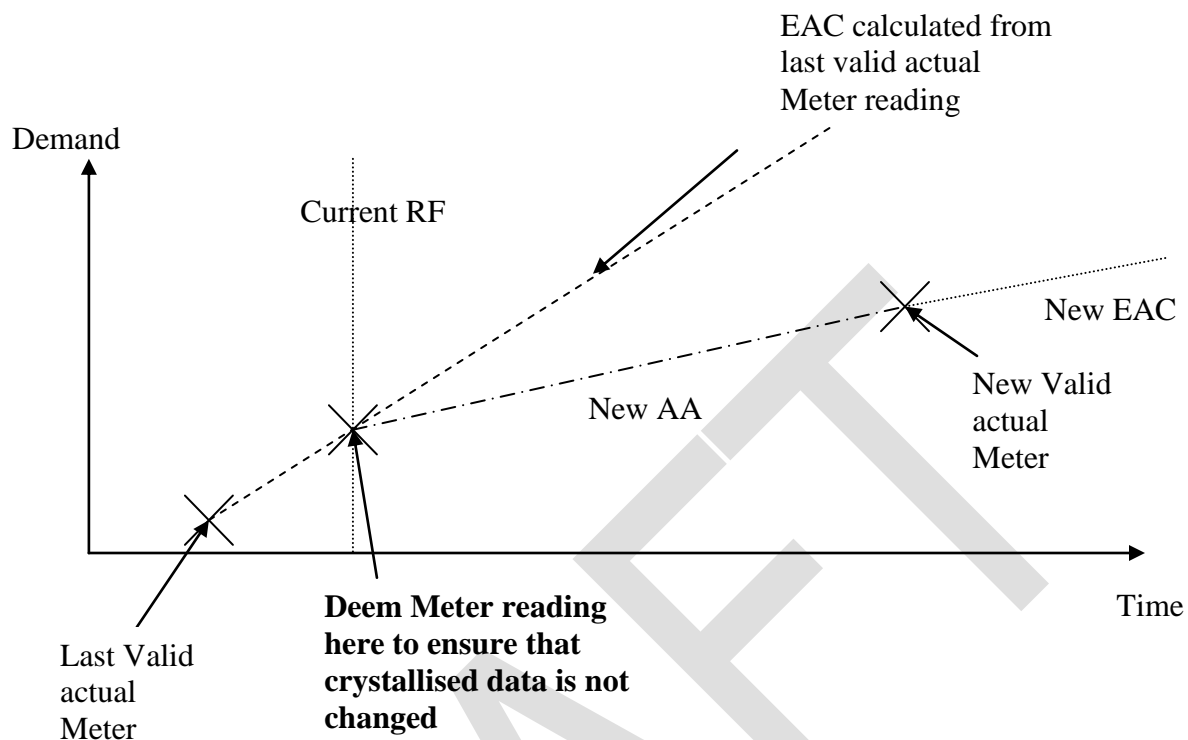 EAC calculated from
last valid actual
Meter reading
Demand
Current RF
New EAC
New AA
New Valid
actual
Meter
Deem Meter reading
here to ensure that
crystallised data is not
changed
Time
Last Valid
actual
Meter